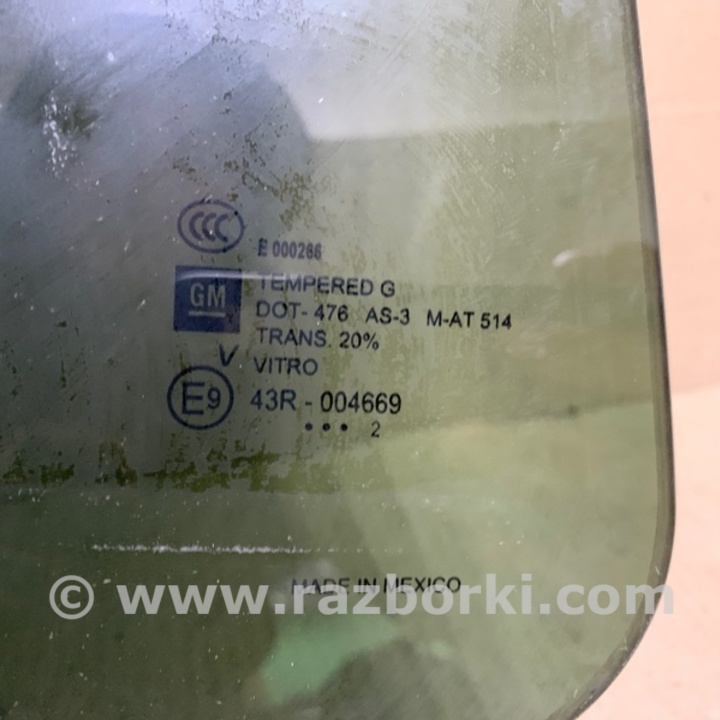 CCC
E 000266
GM
TEMPERED G
DOT- 476 AS-3 M-AT 514
TRANS. 20%
V
VITRO
E9
43R - 004669
• • • 2
MADE IN MEXICO
© www.razborki.com